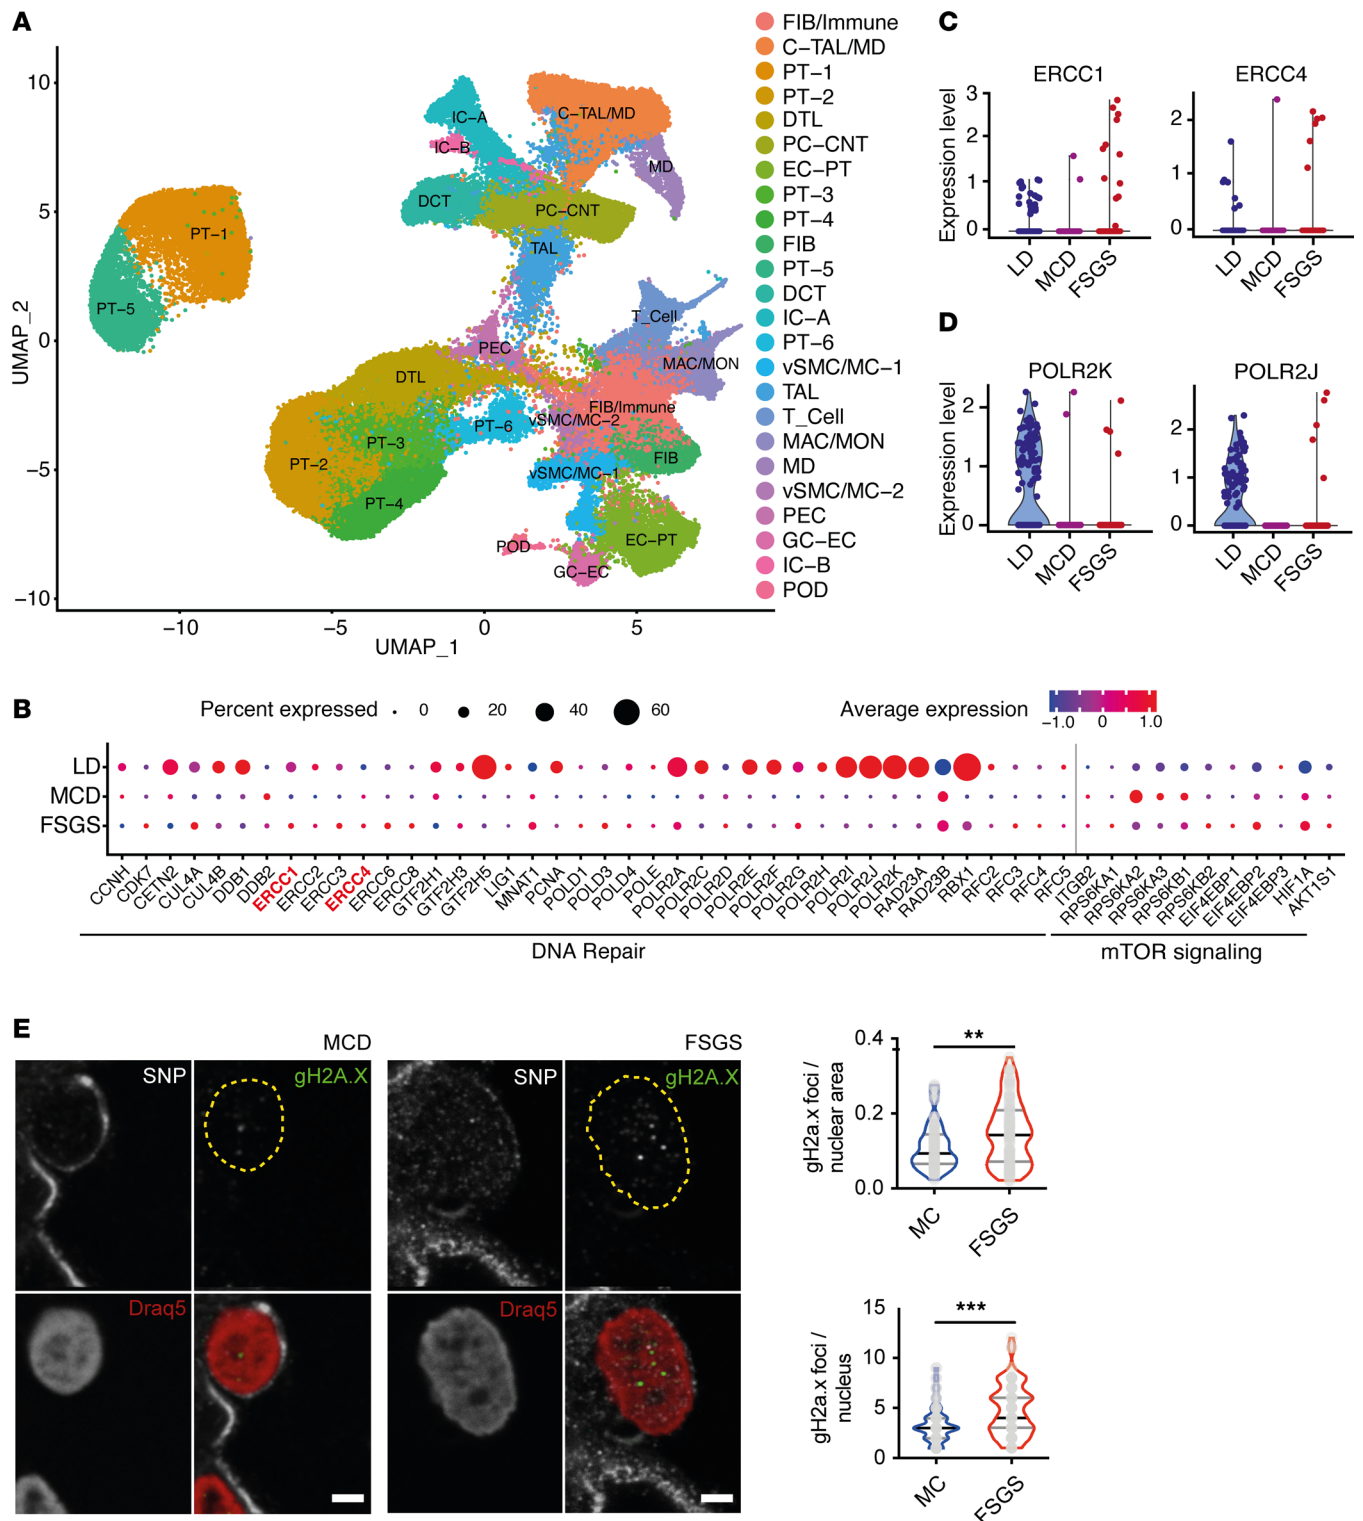 A
UMAP_2
10
5
0
−5
−10
−10
−5
0
5
UMAP_1
IC−A
IC−B
C−TAL/MD
MD
DCT
PC−CNT
TAL
PT−1
PT−5
T_Cell
PEC
MAC/MON
DTL
FIB/Immune
vSMC/MC−2
PT−6
PT−3
PT−2
FIB
vSMC/MC−1
PT−4
EC−PT
POD
GC−EC
FIB/Immune
C−TAL/MD
PT−1
PT−2
DTL
PC−CNT
EC−PT
PT−3
PT−4
FIB
PT−5
DCT
IC−A
PT−6
vSMC/MC−1
TAL
T_Cell
MAC/MON
MD
vSMC/MC−2
PEC
GC−EC
IC−B
POD
C
ERCC1
Expression level
3
2
1
0
LD
MCD
FSGS
ERCC4
2
1
0
LD
MCD
FSGS
D
POLR2K
Expression level
2
1
0
LD
MCD
FSGS
POLR2J
2
1
0
LD
MCD
FSGS
B
Percent expressed 0 20 40 60
Average expression −1.0 0 1.0
LD
MCD
FSGS
CCNH
CDK7
CETN2
CUL4A
CUL4B
DDB1
DDB2
ERCC1
ERCC2
ERCC3
ERCC4
ERCC6
ERCC8
GTF2H1
GTF2H3
GTF2H5
LIG1
MNAT1
PCNA
POLD1
POLD3
POLD4
POLE
POLR2A
POLR2C
POLR2D
POLR2E
POLR2F
POLR2G
POLR2H
POLR2I
POLR2J
POLR2K
RAD23A
RAD23B
RBX1
RFC2
RFC3
RFC4
RFC5
ITGB2
RPS6KA1
RPS6KA2
RPS6KA3
RPS6KB1
RPS6KB2
EIF4EBP1
EIF4EBP2
EIF4EBP3
HIF1A
AKT1S1
DNA Repair
mTOR signaling
E
MCD
SNP
gH2A.X
Draq5
FSGS
SNP
gH2A.X
Draq5
gH2a.x foci /
nuclear area
0.4
0.2
0.0
**
MC
FSGS
gH2a.x foci /
nucleus
15
10
5
0
***
MC
FSGS